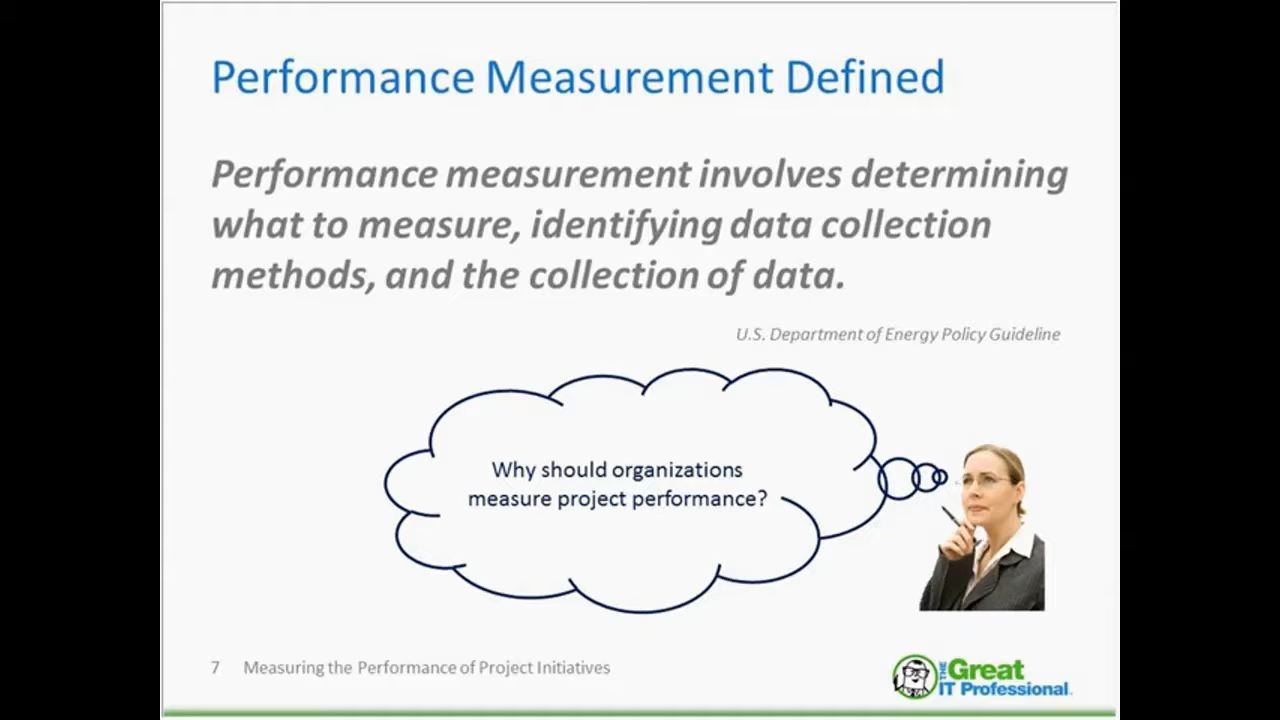 Performance Measurement Defined
Performance measurement involves determining
what to measure, identifying data collection
methods, and the collection of data.
U.S. Department of Energy Policy Guideline
Why should organizations
measure project performance?
7 Measuring the Performance of Project Initiatives
THE Great
IT Professional